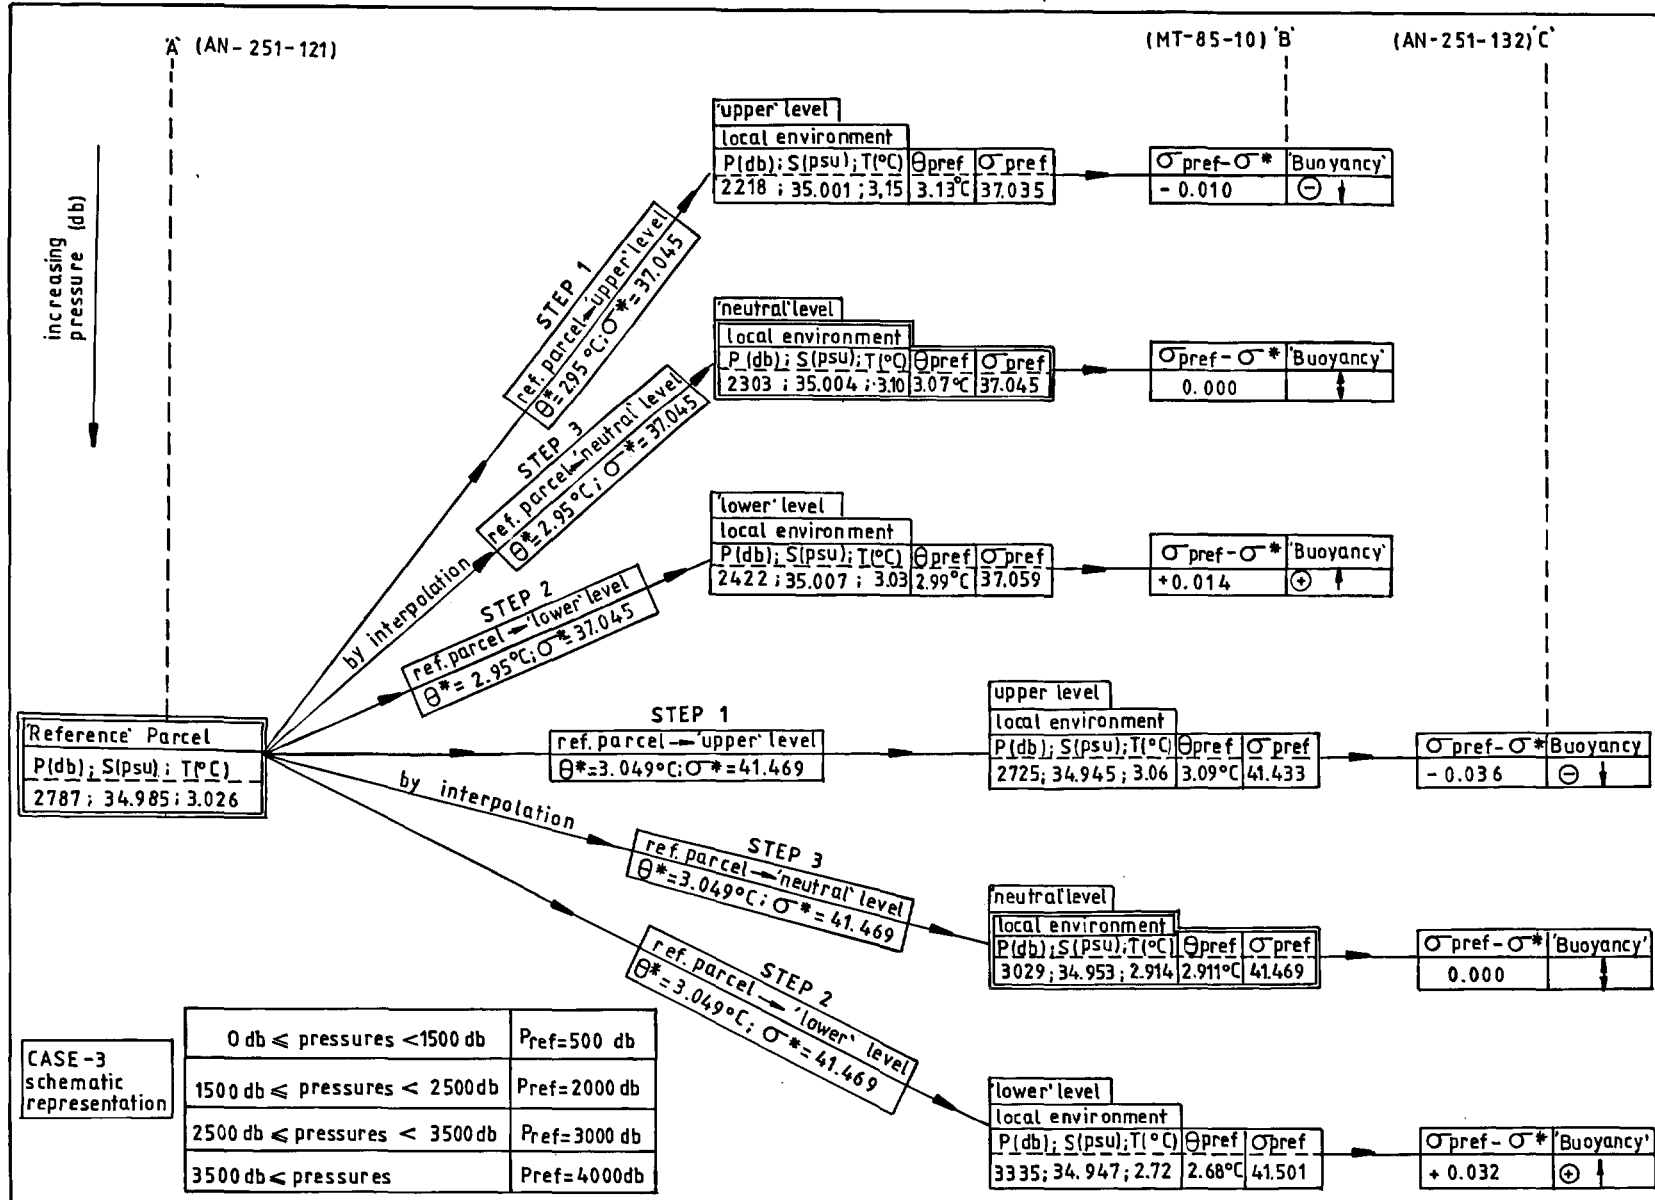 'A' (AN-251-121)
(MT-85-10) 'B'
(AN-251-132) 'C'
increasing
pressure (db)
'upper' level
local environment
P(db); S(psu); T(°C) θpref σpref
2218 ; 35.001 ; 3,15 3.13°C 37.035
σpref-σ* 'Buoyancy'
- 0.010 ⊖
STEP 1
ref. parcel → 'upper' level
θ*= 2.95 °C; σ*= 37.045
'neutral' level
local environment
P(db); S(psu); T(°C) θpref σpref
2303 ; 35.004 ; 3.10 3.07°C 37.045
σpref-σ* 'Buoyancy'
0.000
STEP 3
ref. parcel → 'neutral' level
θ*=2.95 °C; σ*= 37.045
by interpolation
'lower' level
local environment
P(db); S(psu); T(°C) θpref σpref
2422 ; 35.007 ; 3.03 2.99°C 37.059
σpref-σ* 'Buoyancy'
+0.014 ⊕
STEP 2
ref. parcel → 'lower' level
θ*= 2.95°C; σ*=37.045
'Reference' Parcel
P(db); S(psu); T(°C)
2787 ; 34.985 ; 3.026
STEP 1
ref. parcel → 'upper' level
θ*=3.049°C; σ*=41.469
upper level
local environment
P(db); S(psu); T(°C) θpref σpref
2725; 34.945; 3.06 3.09°C 41.433
σpref-σ* Buoyancy
- 0.036 ⊖
by interpolation
STEP 3
ref. parcel → 'neutral' level
θ*=3.049°C; σ*= 41.469
neutral' level
local environment
P(db); S(psu); T(°C) θpref σpref
3029; 34.953; 2.914 2.911°C 41.469
σpref-σ* 'Buoyancy'
0.000
STEP 2
ref. parcel → 'lower' level
θ*= 3.049°C; σ*= 41.469
'lower' level
local environment
P(db); S(psu); T(°C) θpref σpref
3335; 34.947; 2.72 2.68°C 41.501
σpref-σ* 'Buoyancy'
+ 0.032 ⊕
CASE-3
schematic
representation
0 db ⩽ pressures <1500 db Pref=500 db
1500 db ⩽ pressures < 2500 db Pref=2000 db
2500 db ⩽ pressures < 3500 db Pref=3000 db
3500 db ⩽ pressures Pref=4000db